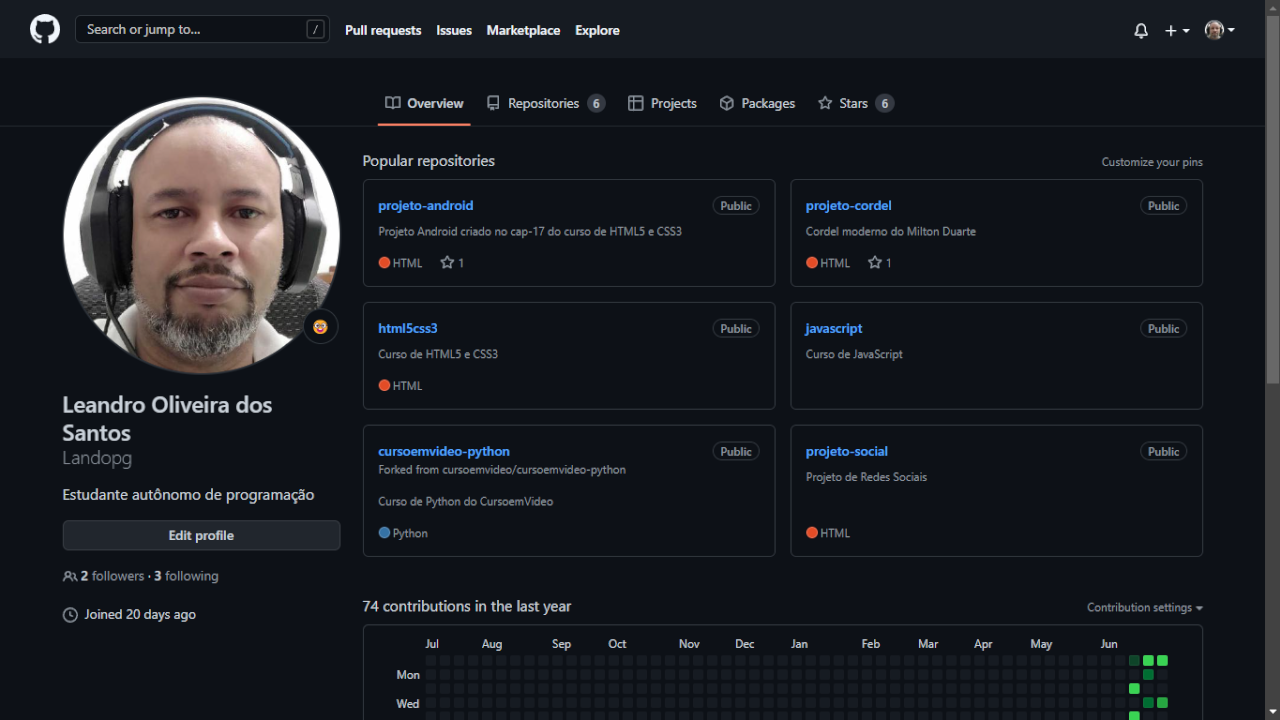 Search or jump to...
/
Pull requests
Issues
Marketplace
Explore
Overview
Repositories 6
Projects
Packages
Stars 6
Leandro Oliveira dos
Santos
Landopg
Estudante autônomo de programação
Edit profile
2 followers · 3 following
Joined 20 days ago
Popular repositories
Customize your pins
projeto-android
Public
Projeto Android criado no cap-17 do curso de HTML5 e CSS3
HTML
1
projeto-cordel
Public
Cordel moderno do Milton Duarte
HTML
1
html5css3
Public
Curso de HTML5 e CSS3
HTML
javascript
Public
Curso de JavaScript
cursoemvideo-python
Public
Forked from cursoemvideo/cursoemvideo-python
Curso de Python do CursoemVideo
Python
projeto-social
Public
Projeto de Redes Sociais
HTML
74 contributions in the last year
Contribution settings
Jul Aug Sep Oct Nov Dec Jan Feb Mar Apr May Jun
Mon
Wed